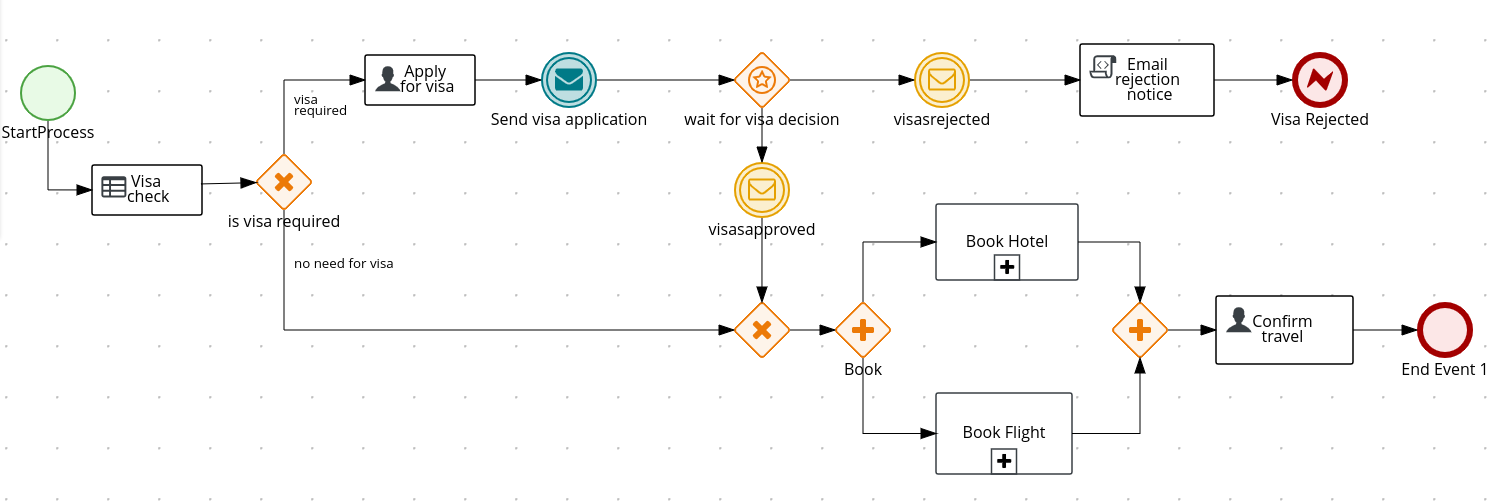 Apply
for visa
visa
required
Send visa application
wait for visa decision
visasrejected
Email
rejection
notice
Visa Rejected
StartProcess
Visa
check
is visa required
visasapproved
no need for visa
Book Hotel
Book
Confirm
travel
End Event 1
Book Flight